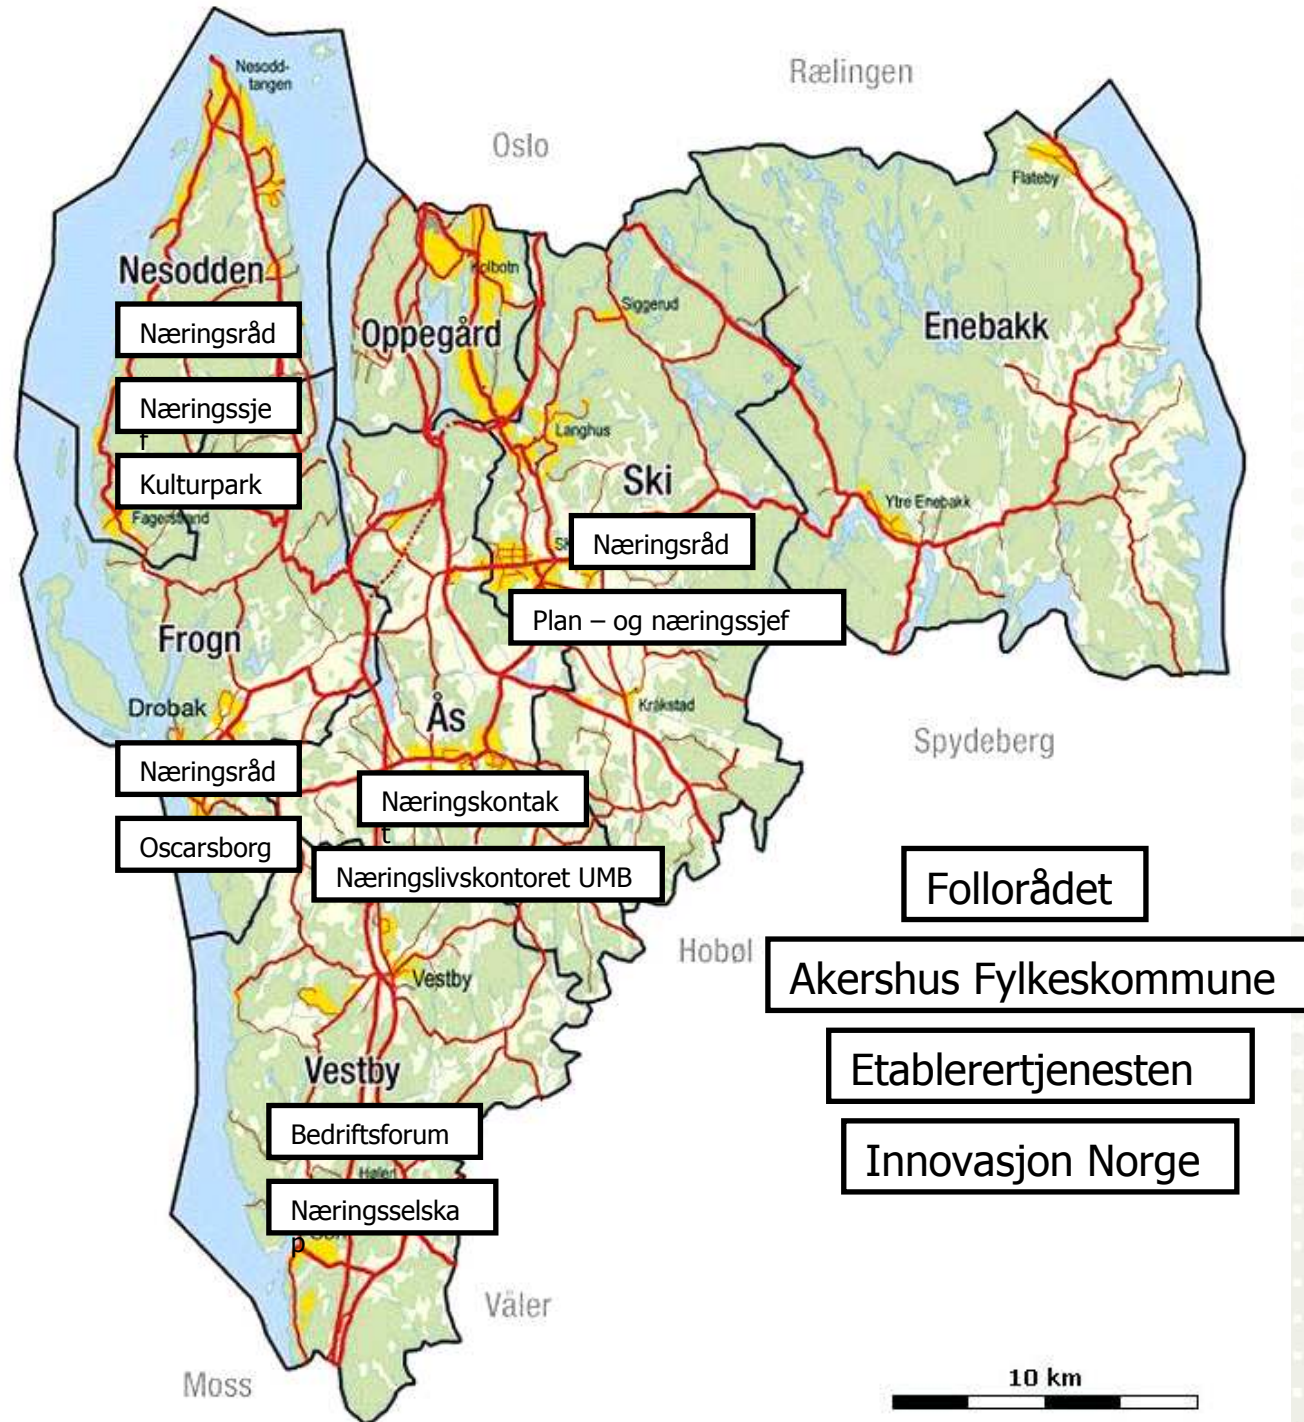 Rælingen
Nesodd-
tangen
Oslo
Flateby
Nesodden
Kolbotn
Siggerud
Næringsråd
Oppegård
Enebakk
Næringssje
f
Langhus
Kulturpark
Ski
Ytre Enebakk
Fagerstrand
Næringsråd
Plan – og næringssjef
Frogn
Drøbak
Ås
Kråkstad
Spydeberg
Næringsråd
Næringskontak
t
Oscarsborg
Næringslivskontoret UMB
Follorådet
Hobøl
Akershus Fylkeskommune
Vestby
Etablerertjenesten
Vestby
Bedriftsforum
Innovasjon Norge
Hølen
Næringsselska
p
Våler
Moss
10 km